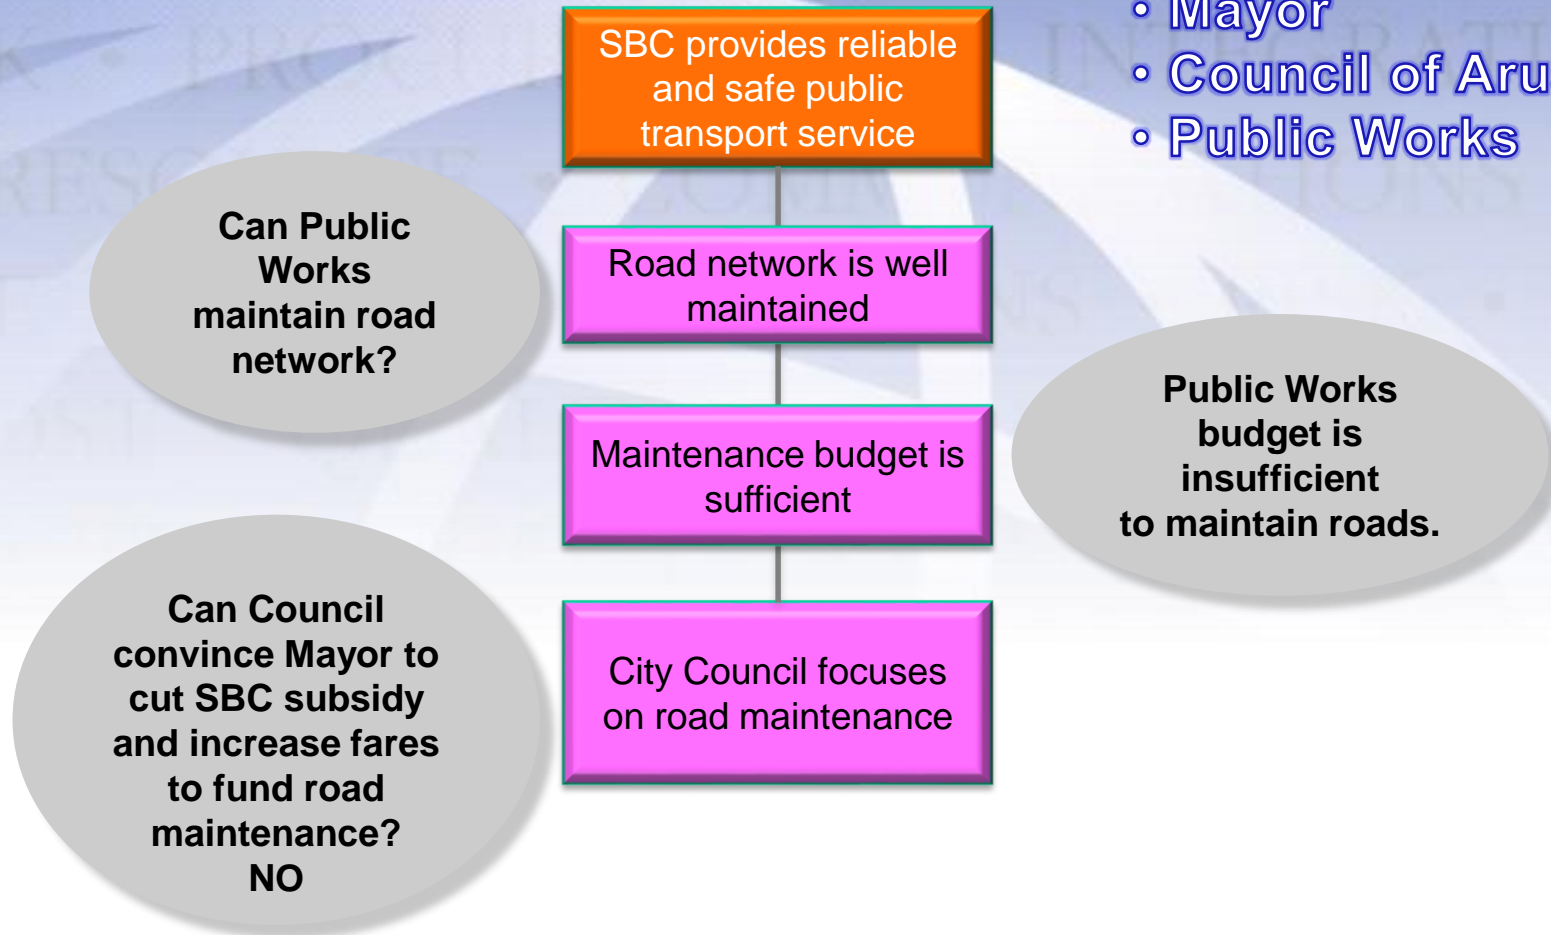 SBC provides reliable
and safe public
transport service
• Mayor
• Council of Aru
• Public Works
Can Public
Works
maintain road
network?
Road network is well
maintained
Maintenance budget is
sufficient
Public Works
budget is
insufficient
to maintain roads.
Can Council
convince Mayor to
cut SBC subsidy
and increase fares
to fund road
maintenance?
NO
City Council focuses
on road maintenance